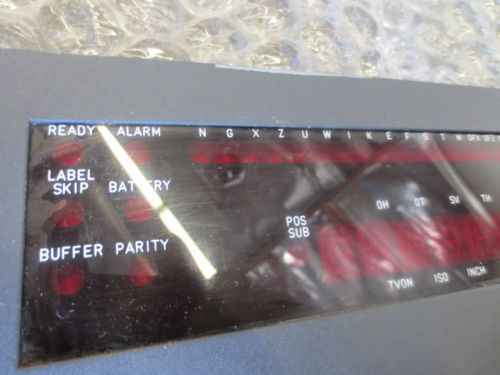 READY ALARM N G X Z U W I K E F S T M
LABEL
SKIP BATTERY
OH OT SV TH
POS
SUB
BUFFER PARITY
TVON ISO INCH